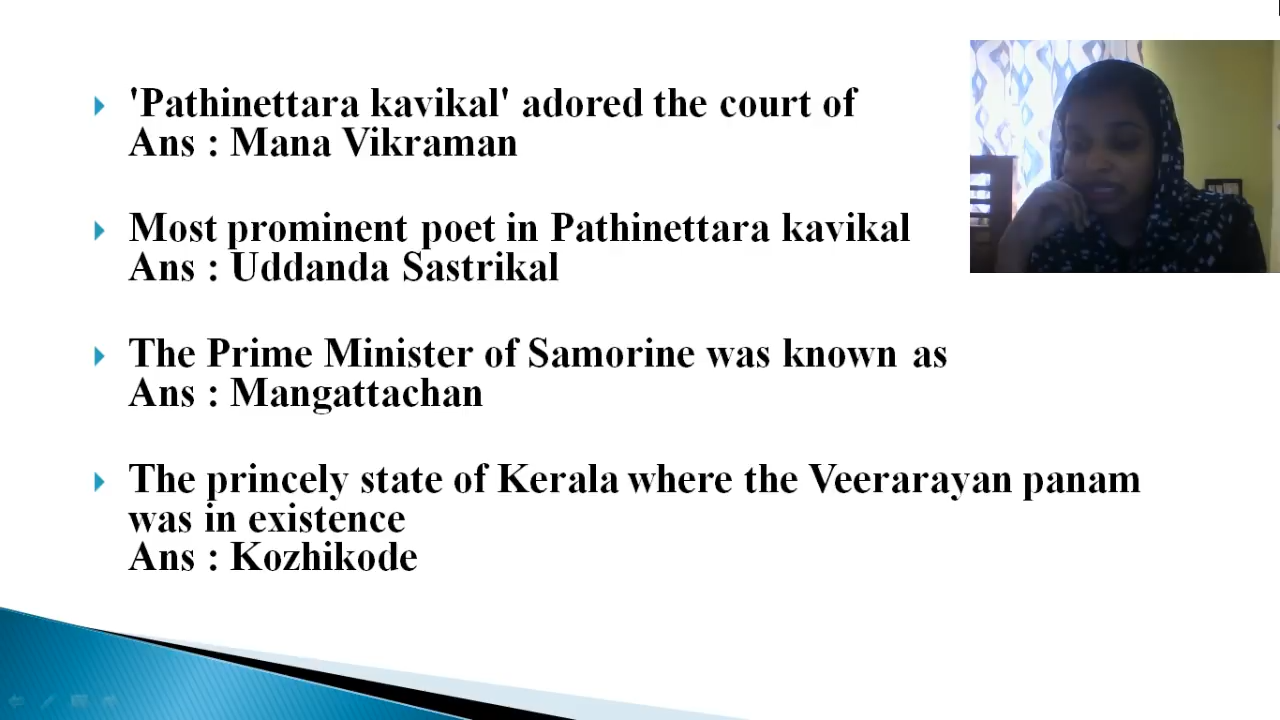 'Pathinettara kavikal' adored the court of
Ans : Mana Vikraman
Most prominent poet in Pathinettara kavikal
Ans : Uddanda Sastrikal
The Prime Minister of Samorine was known as
Ans : Mangattachan
The princely state of Kerala where the Veerarayan panam
was in existence
Ans : Kozhikode